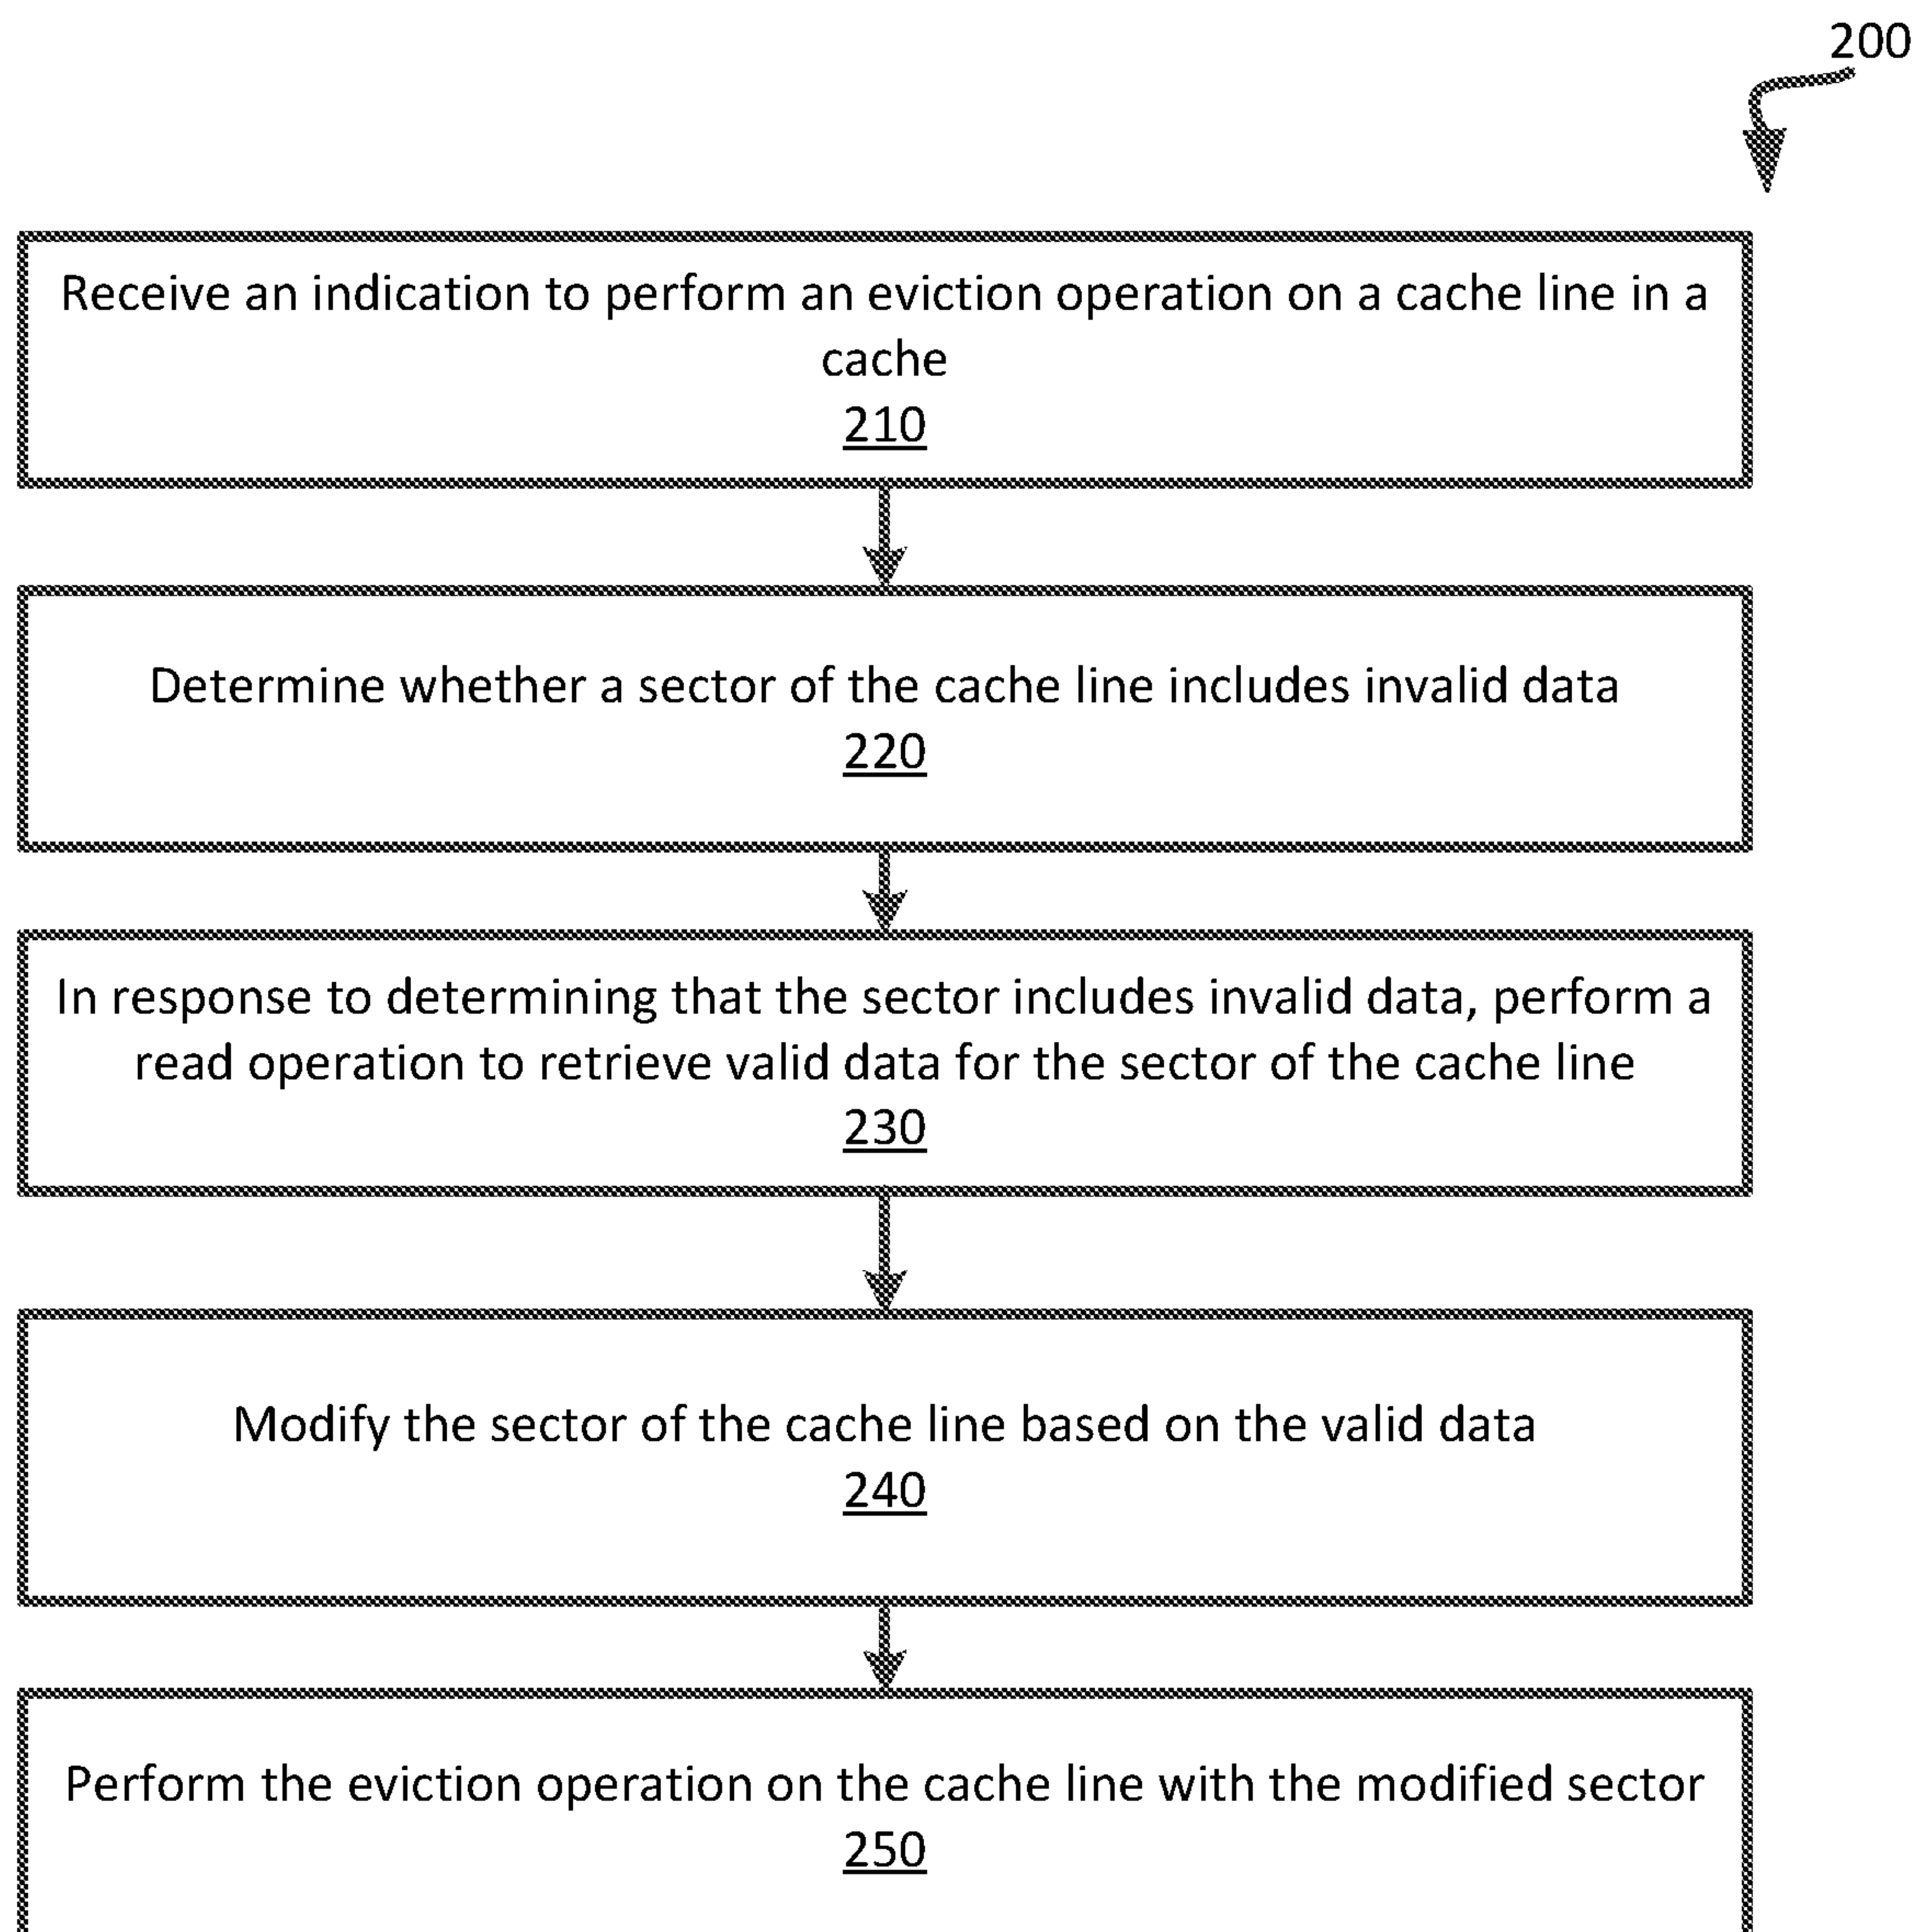 200
Receive an indication to perform an eviction operation on a cache line in a
cache
210
Determine whether a sector of the cache line includes invalid data
220
In response to determining that the sector includes invalid data, perform a
read operation to retrieve valid data for the sector of the cache line
230
Modify the sector of the cache line based on the valid data
240
Perform the eviction operation on the cache line with the modified sector
250